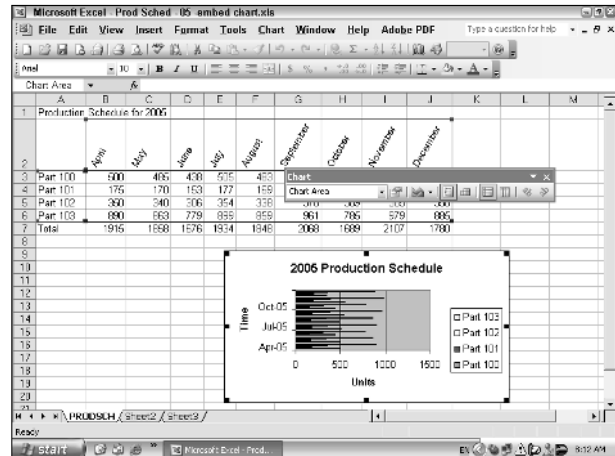 Microsoft Excel - Prod Sched - 05 embed chart.xls
File Edit View Insert Format Tools Chart Window Help Adobe PDF Type a question for help
Arial 10 B I U
Chart Area fx
A B C D E F G H I J K L M
1 Production Schedule for 2005
2 April May June July August September October November December
3 Part 100 500 485 438 505 483
4 Part 101 175 170 153 177 169
5 Part 102 350 340 306 354 338
6 Part 103 890 863 779 898 859 961 785 979 885
7 Total 1915 1858 1676 1934 1848 2068 1689 2107 1780
Chart
Chart Area
8
9
10
11
12
13
14
15
16
17
18
19
20
21
2005 Production Schedule
Time
Oct-05
Jul-05
Apr-05
0 500 1000 1500
Units
Part 103
Part 102
Part 101
Part 100
PRODSCH Sheet2 Sheet3
Ready
start Microsoft Excel - Prod... EN 8:12 AM